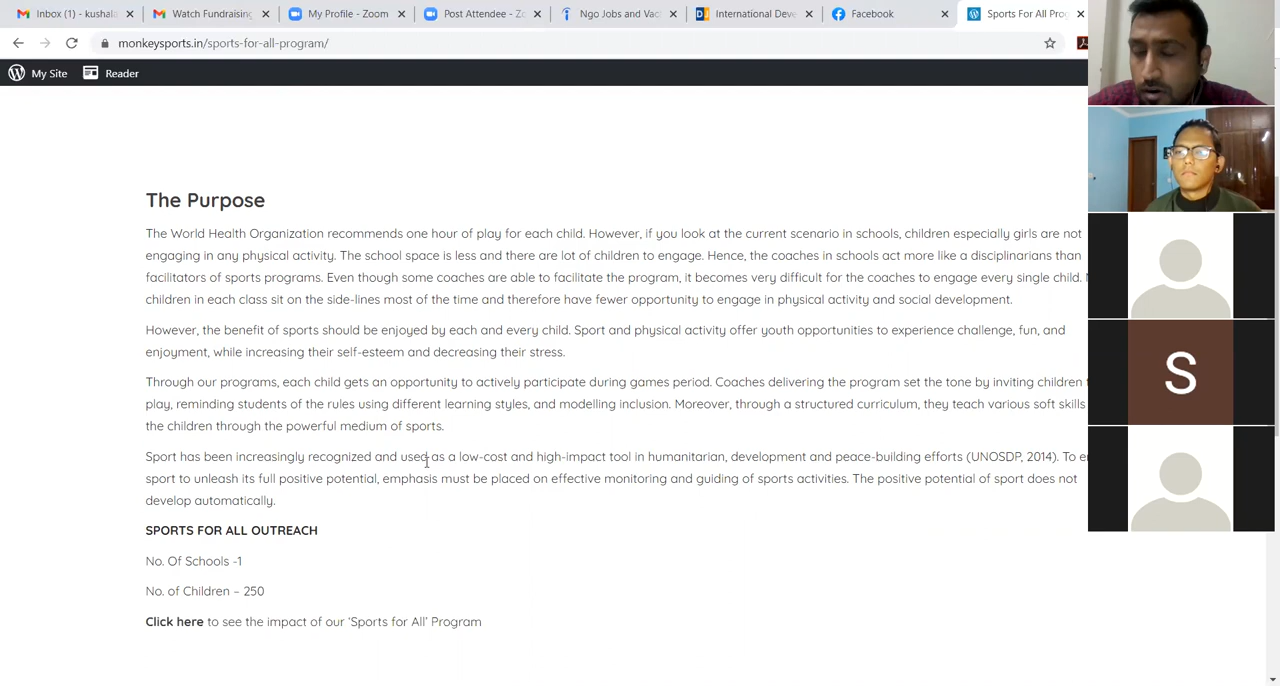 Inbox (1) - kushala
Watch Fundraising
My Profile - Zoom
Post Attendee - Zo
Ngo Jobs and Vac
International Deve
Facebook
Sports For All Prog
monkeysports.in/sports-for-all-program/
My Site
Reader
The Purpose
The World Health Organization recommends one hour of play for each child. However, if you look at the current scenario in schools, children especially girls are not
engaging in any physical activity. The school space is less and there are lot of children to engage. Hence, the coaches in schools act more like a disciplinarians than
facilitators of sports programs. Even though some coaches are able to facilitate the program, it becomes very difficult for the coaches to engage every single child.
children in each class sit on the side-lines most of the time and therefore have fewer opportunity to engage in physical activity and social development.
However, the benefit of sports should be enjoyed by each and every child. Sport and physical activity offer youth opportunities to experience challenge, fun, and
enjoyment, while increasing their self-esteem and decreasing their stress.
Through our programs, each child gets an opportunity to actively participate during games period. Coaches delivering the program set the tone by inviting children
play, reminding students of the rules using different learning styles, and modelling inclusion. Moreover, through a structured curriculum, they teach various soft skills
the children through the powerful medium of sports.
Sport has been increasingly recognized and used as a low-cost and high-impact tool in humanitarian, development and peace-building efforts (UNOSDP, 2014). To
sport to unleash its full positive potential, emphasis must be placed on effective monitoring and guiding of sports activities. The positive potential of sport does not
develop automatically.
SPORTS FOR ALL OUTREACH
No. Of Schools -1
No. of Children – 250
Click here to see the impact of our ‘Sports for All’ Program
S